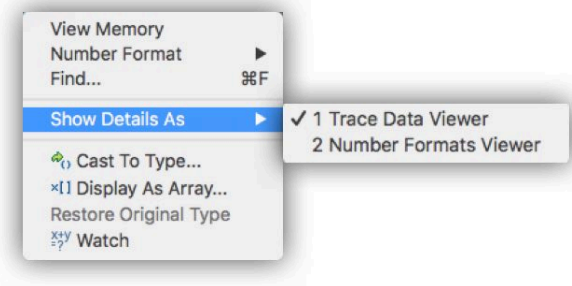 View Memory
Number Format ▶
Find... ⌘F
Show Details As ▶
✓ 1 Trace Data Viewer
2 Number Formats Viewer
Cast To Type...
×[] Display As Array...
Restore Original Type
x+y=? Watch